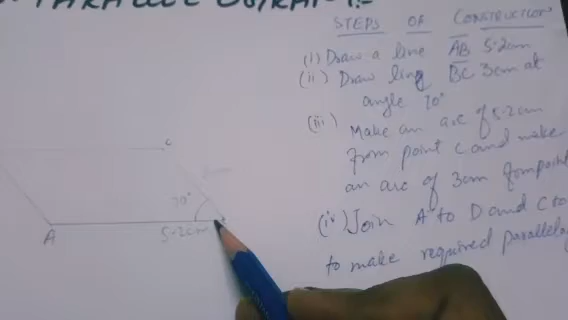 PARALLELOGRAM:-
STEPS OF CONSTRUCTION
(i) Draw a line AB 5.2cm
(ii) Draw line BC 3cm at
angle 70°
(iii) Make an arc of 5.2cm
from point C and make
an arc of 3cm from point
(iv) Join A to D and C to
to make required parallelog
C
70°
A
5.2cm